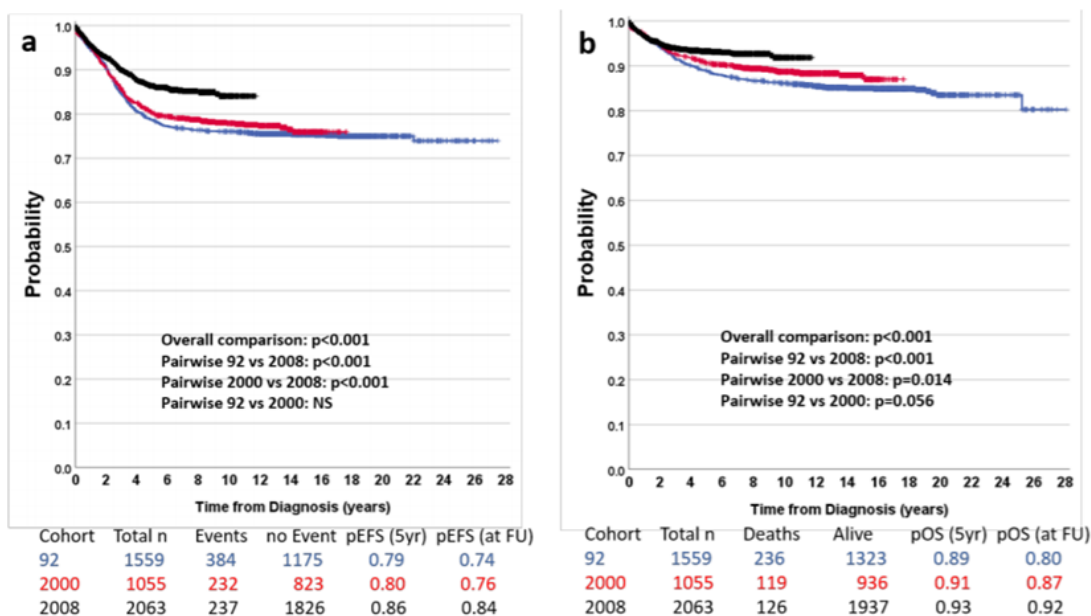 a
1.0
0.9
0.8
0.7
0.6
0.5
0.4
0.3
0.2
0.1
0.0
Probability
Overall comparison: p<0.001
Pairwise 92 vs 2008: p<0.001
Pairwise 2000 vs 2008: p<0.001
Pairwise 92 vs 2000: NS
0 2 4 6 8 10 12 14 16 18 20 22 24 26 28
Time from Diagnosis (years)
Cohort Total n Events no Event pEFS (5yr) pEFS (at FU)
92 1559 384 1175 0.79 0.74
2000 1055 232 823 0.80 0.76
2008 2063 237 1826 0.86 0.84
b
1.0
0.9
0.8
0.7
0.6
0.5
0.4
0.3
0.2
0.1
0.0
Probability
Overall comparison: p<0.001
Pairwise 92 vs 2008: p<0.001
Pairwise 2000 vs 2008: p=0.014
Pairwise 92 vs 2000: p=0.056
0 2 4 6 8 10 12 14 16 18 20 22 24 26 28
Time from Diagnosis (years)
Cohort Total n Deaths Alive pOS (5yr) pOS (at FU)
92 1559 236 1323 0.89 0.80
2000 1055 119 936 0.91 0.87
2008 2063 126 1937 0.93 0.92